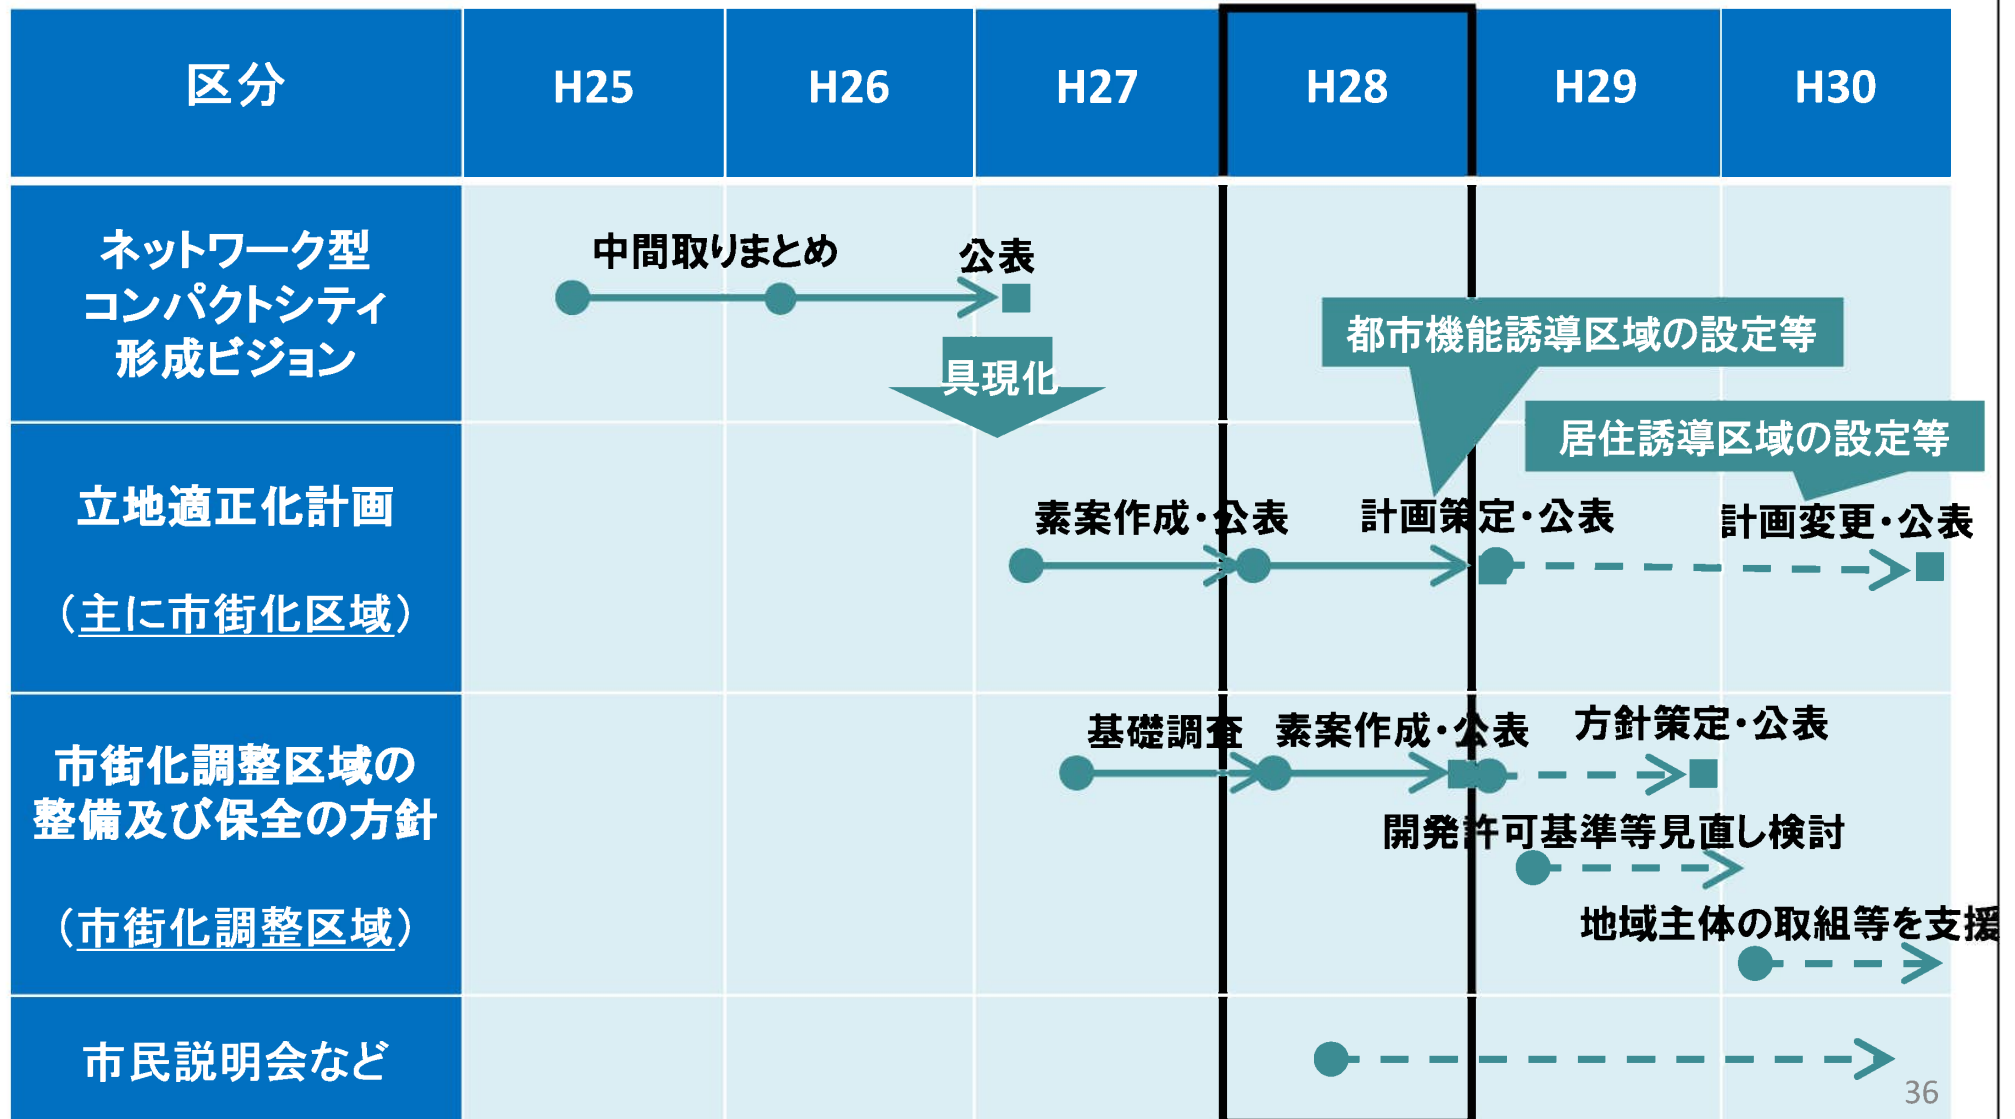 区分
H25
H26
H27
H28
H29
H30
ネットワーク型
コンパクトシティ
形成ビジョン
中間取りまとめ
公表
具現化
都市機能誘導区域の設定等
居住誘導区域の設定等
立地適正化計画
（主に市街化区域）
素案作成・公表
計画策定・公表
計画変更・公表
市街化調整区域の
整備及び保全の方針
（市街化調整区域）
基礎調査
素案作成・公表
方針策定・公表
開発許可基準等見直し検討
地域主体の取組等を支援
市民説明会など
36